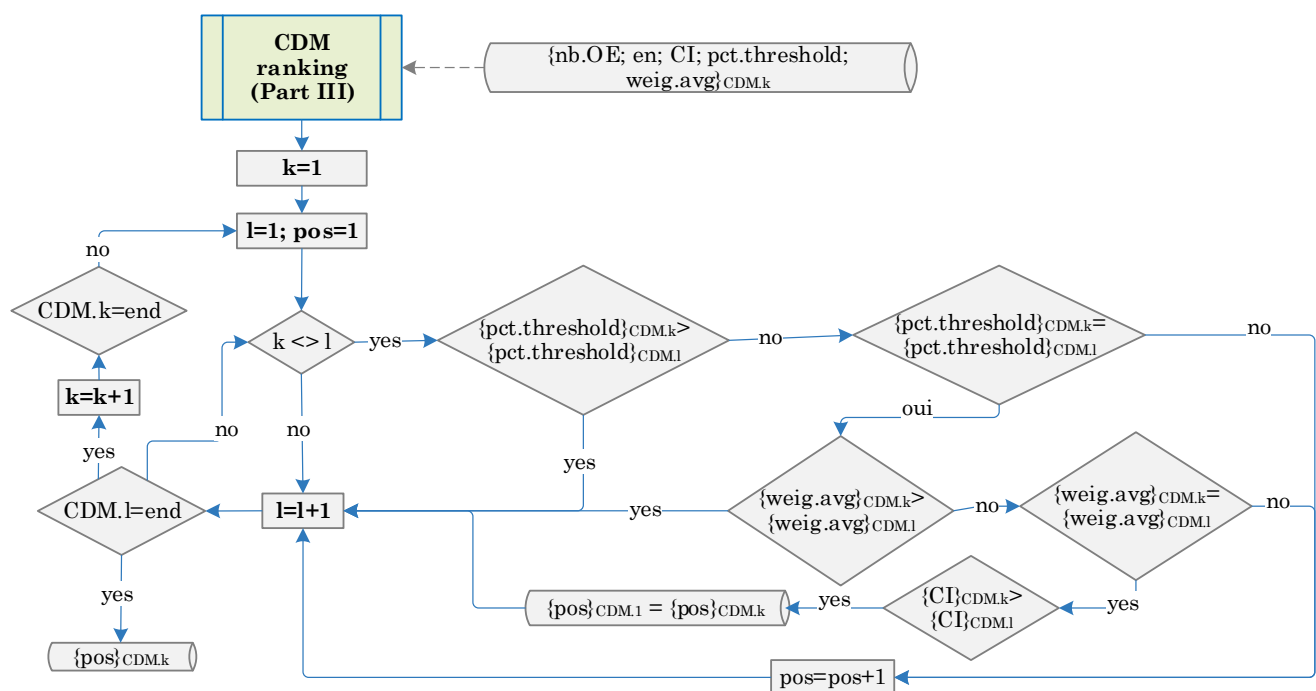 CDM
ranking
(Part III)
{nb.OE; en; CI; pct.threshold;
weig.avg}CDM.k
k=1
l=1; pos=1
no
CDM.k=end
k <> l
yes
{pct.threshold}CDM.k>
{pct.threshold}CDM.l
no
{pct.threshold}CDM.k=
{pct.threshold}CDM.l
no
k=k+1
oui
no
no
yes
yes
CDM.l=end
l=l+1
yes
{weig.avg}CDM.k>
{weig.avg}CDM.l
no
{weig.avg}CDM.k=
{weig.avg}CDM.l
no
yes
{pos}CDM.1 = {pos}CDM.k
yes
{CI}CDM.k>
{CI}CDM.l
yes
{pos}CDM.k
pos=pos+1